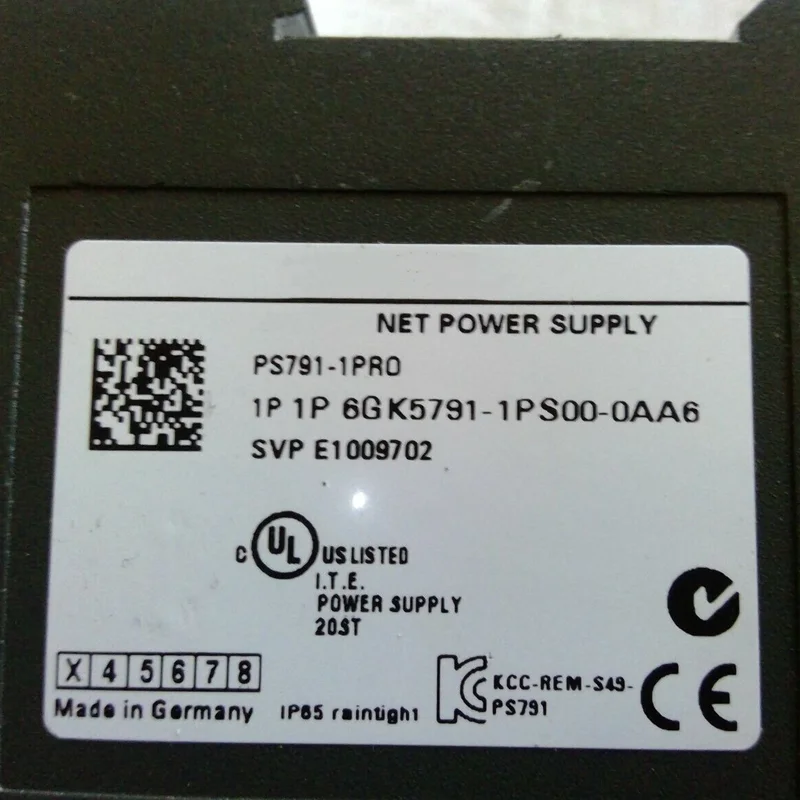 NET POWER SUPPLY
PS791-1PRO
1P 1P 6GK5791-1PS00-0AA6
SVP E1009702
C UL US LISTED
I.T.E.
POWER SUPPLY
20ST
X 4 5 6 7 8
Made in Germany
IP65 raintight
KCC-REM-S49-
PS791
CE